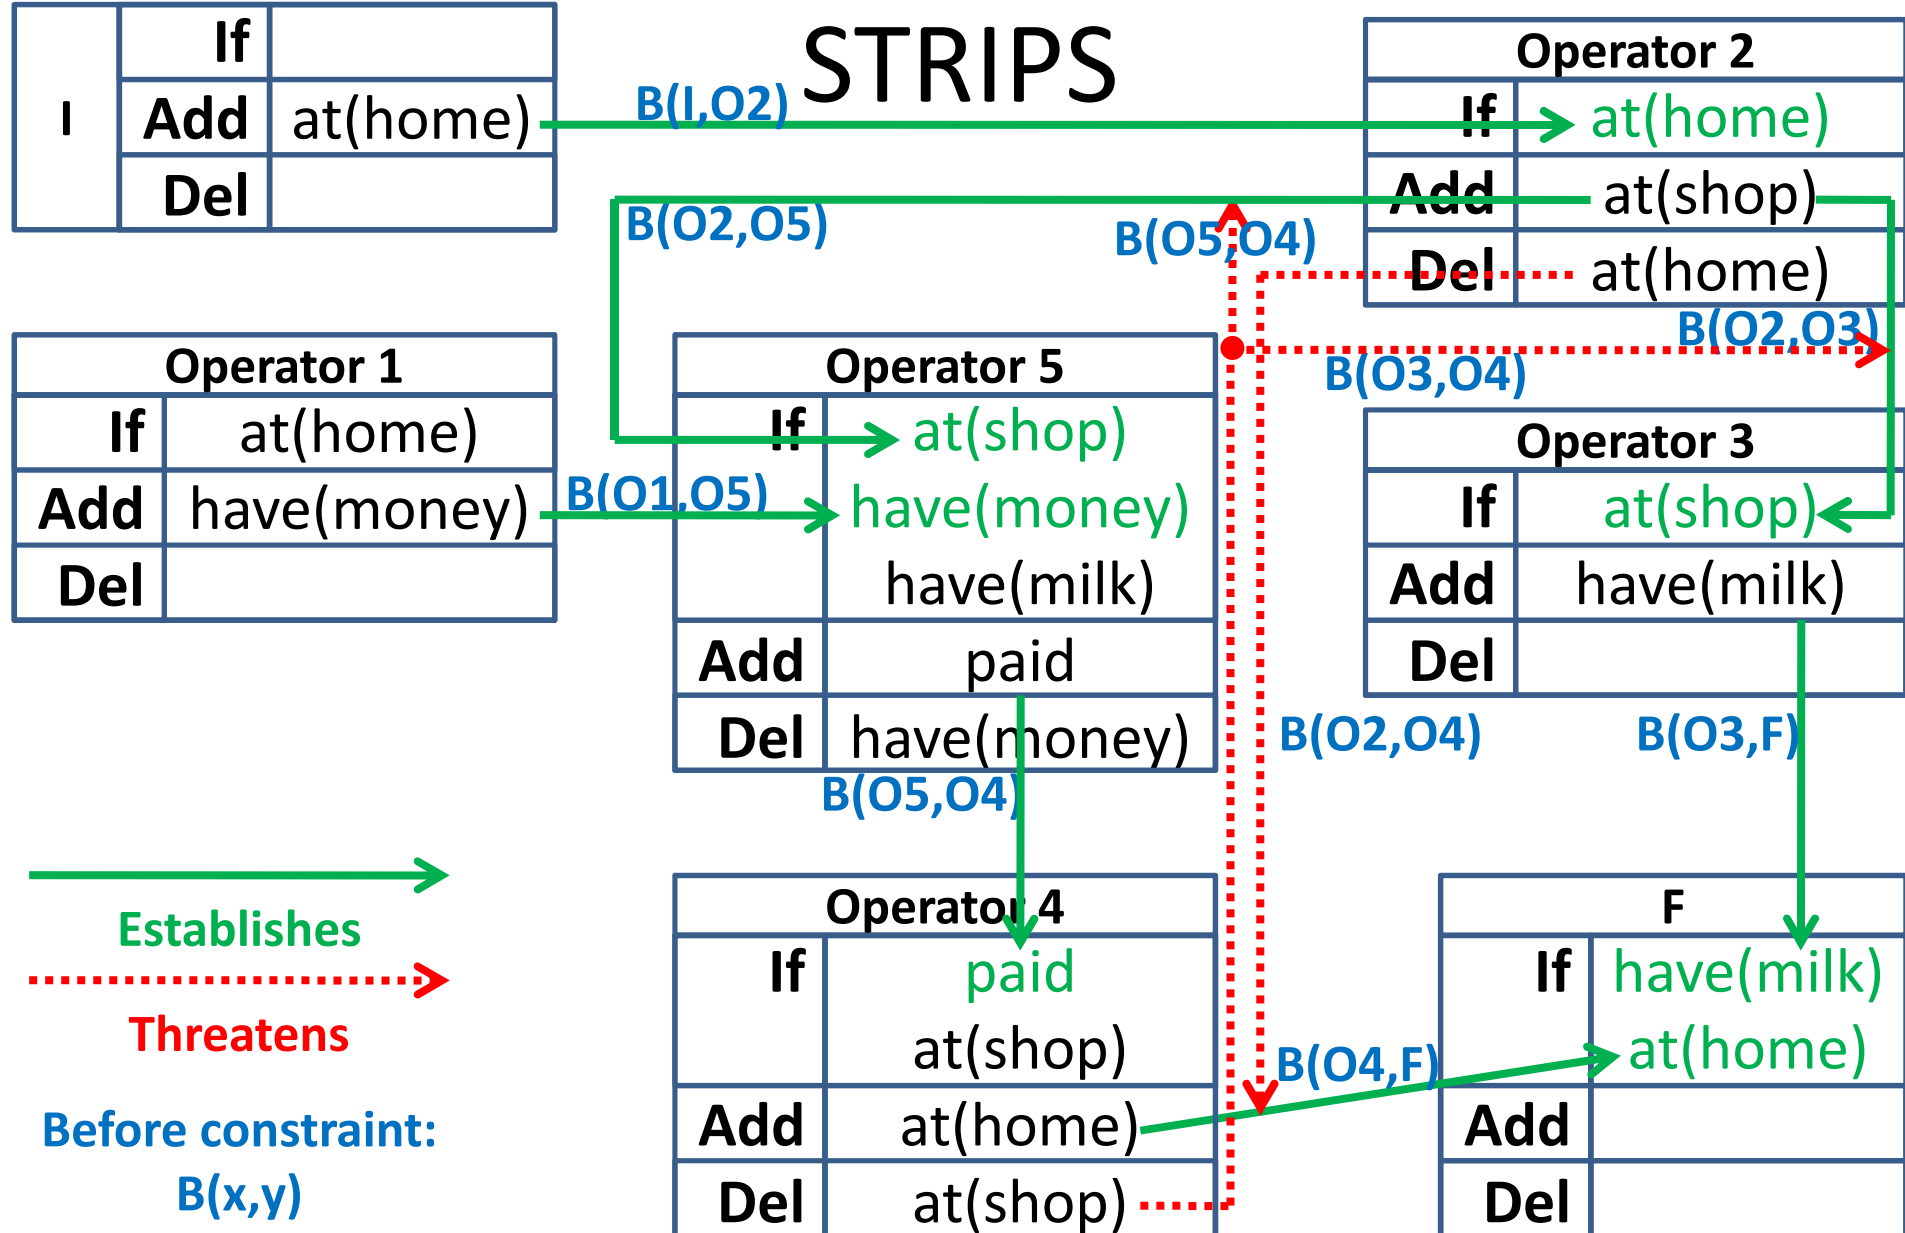 STRIPS
I
If
Add at(home)
Del
B(I,O2)
Operator 2
If at(home)
Add at(shop)
Del at(home)
B(O2,O5)
B(O5,O4)
B(O2,O3)
B(O3,O4)
Operator 1
If at(home)
Add have(money)
Del
B(O1,O5)
Operator 5
If at(shop)
have(money)
have(milk)
Add paid
Del have(money)
Operator 3
If at(shop)
Add have(milk)
Del
B(O5,O4)
B(O2,O4)
B(O3,F)
Establishes
Threatens
Before constraint:
B(x,y)
Operator 4
If paid
at(shop)
Add at(home)
Del at(shop)
B(O4,F)
F
If have(milk)
at(home)
Add
Del